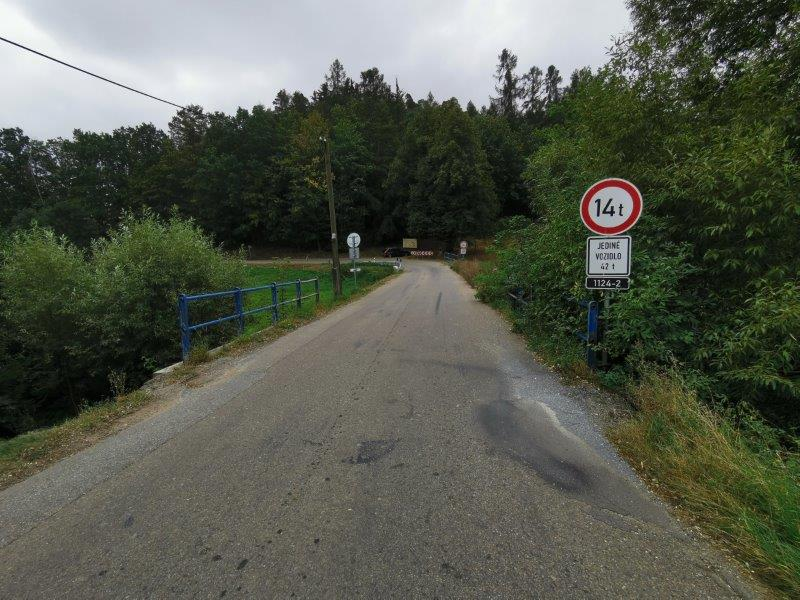 14t
JEDINÉ
VOZIDLO
42 t
1124-2